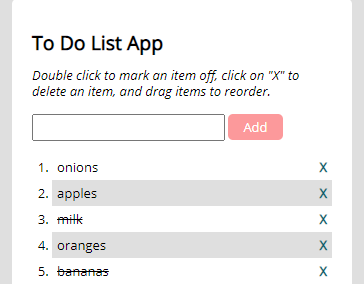 To Do List App
Double click to mark an item off, click on "X" to
delete an item, and drag items to reorder.
Add
1. onions X
2. apples X
3. milk X
4. oranges X
5. bananas X